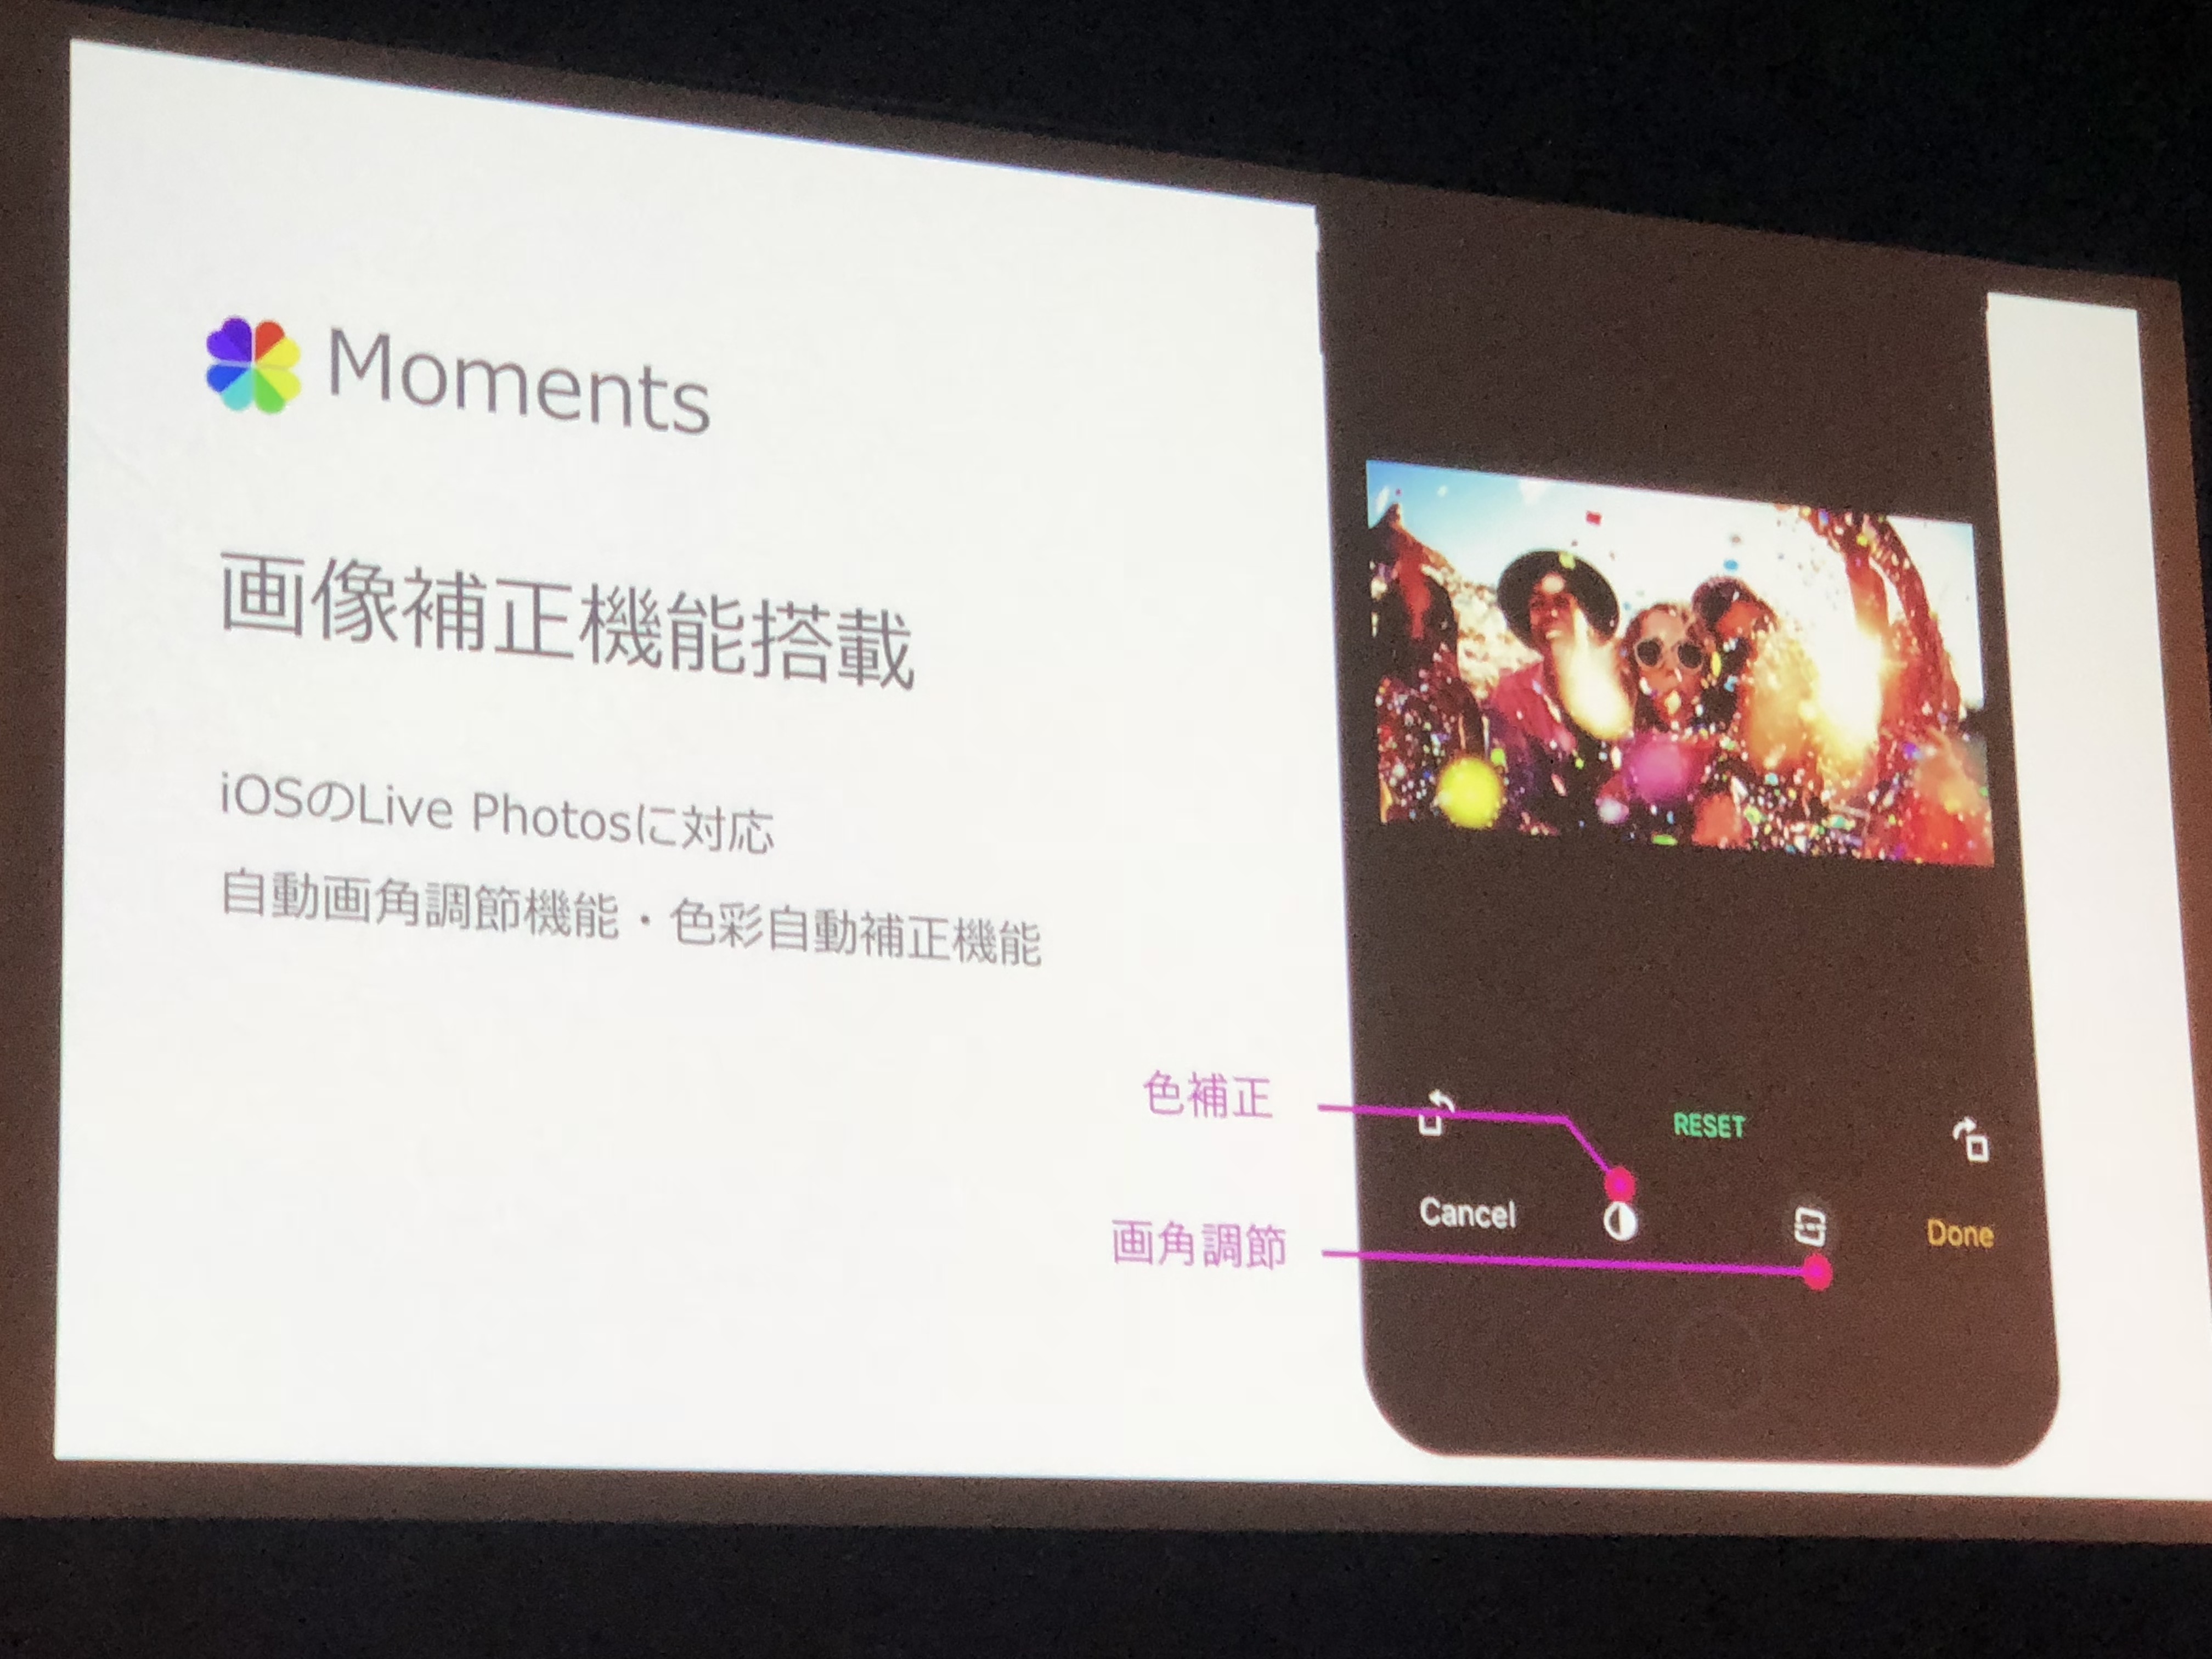 Moments
画像補正機能搭載
iOSのLive Photosに対応
自動画角調節機能・色彩自動補正機能
色補正
画角調節
RESET
Cancel
Done